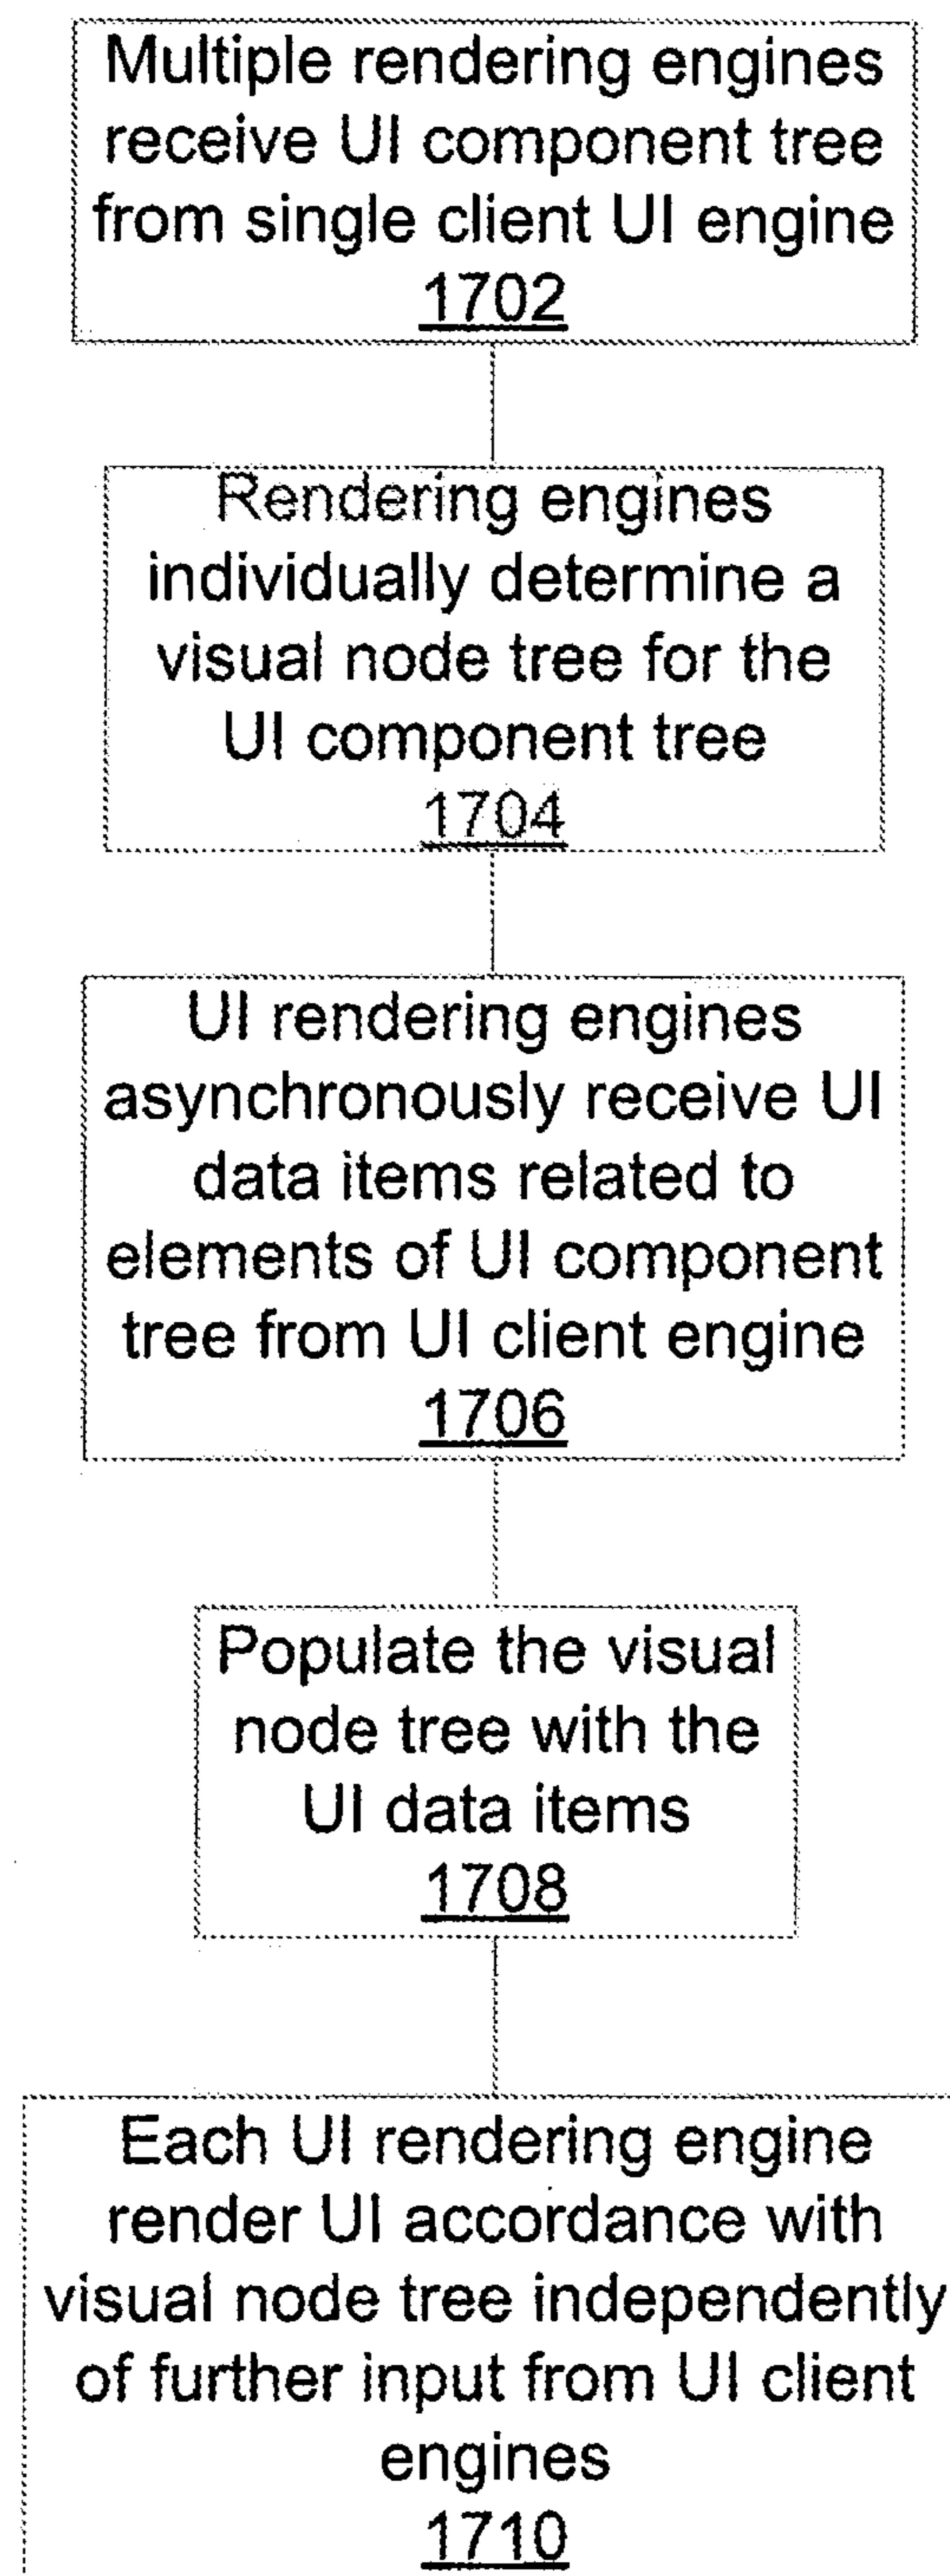 Multiple rendering engines
receive UI component tree
from single client UI engine
1702
Rendering engines
individually determine a
visual node tree for the
UI component tree
1704
UI rendering engines
asynchronously receive UI
data items related to
elements of UI component
tree from UI client engine
1706
Populate the visual
node tree with the
UI data items
1708
Each UI rendering engine
render UI accordance with
visual node tree independently
of further input from UI client
engines
1710